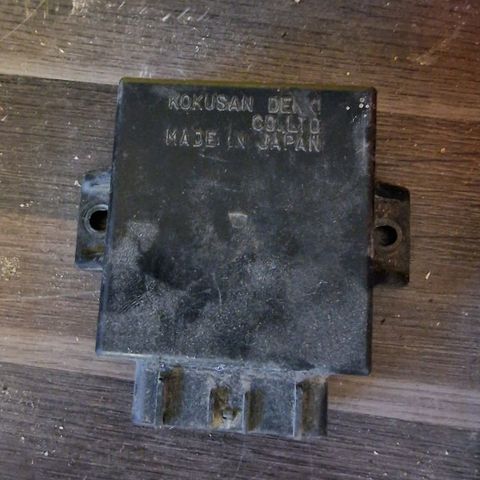 KOKUSAN DENKI
CO.,LTD
MADE IN JAPAN